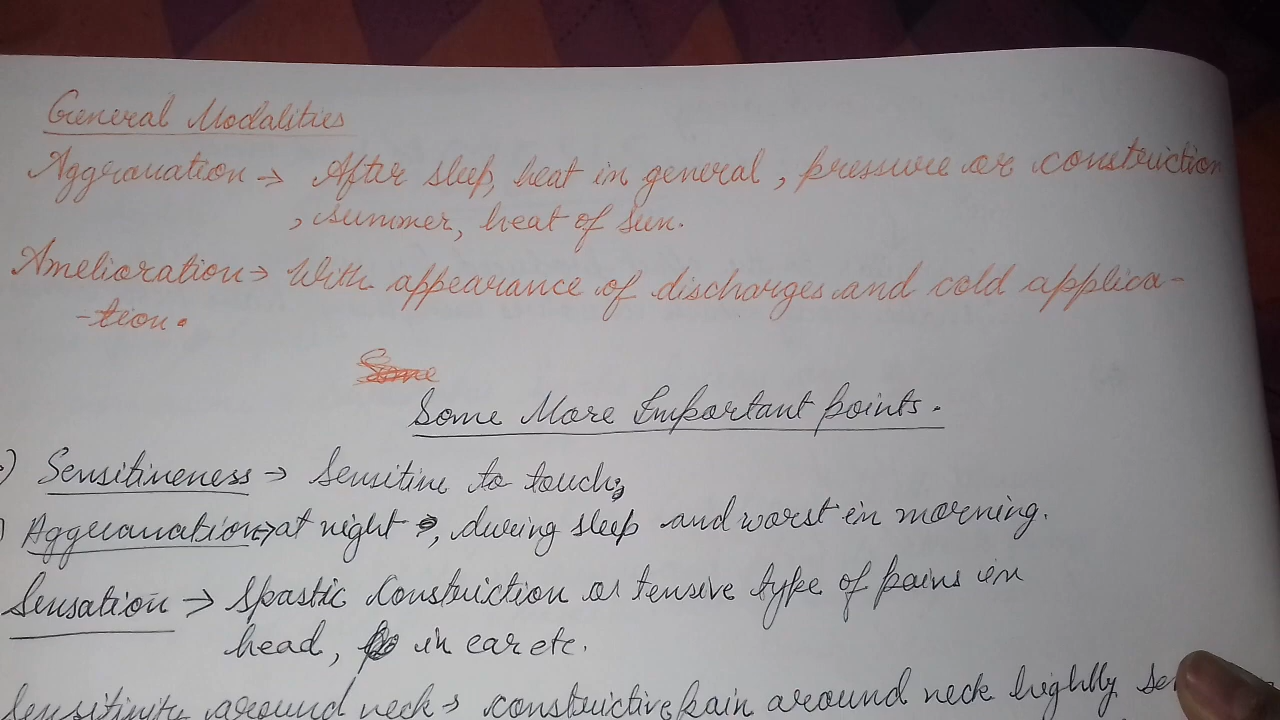 General Modalities
Aggravation → After sleep, heat in general, pressure or constriction
, summer, heat of Sun.
Amelioration → With appearance of discharges and cold applica-
-tion.
Some
Some More Important points.
) Sensitiveness → Sensitive to touch,
) Aggravation → at night, during sleep and worst in morning.
Sensation → Spastic Constriction or tensive type of pains in
head, in ear etc.
Sensitivity around neck → constrictive pain around neck highly